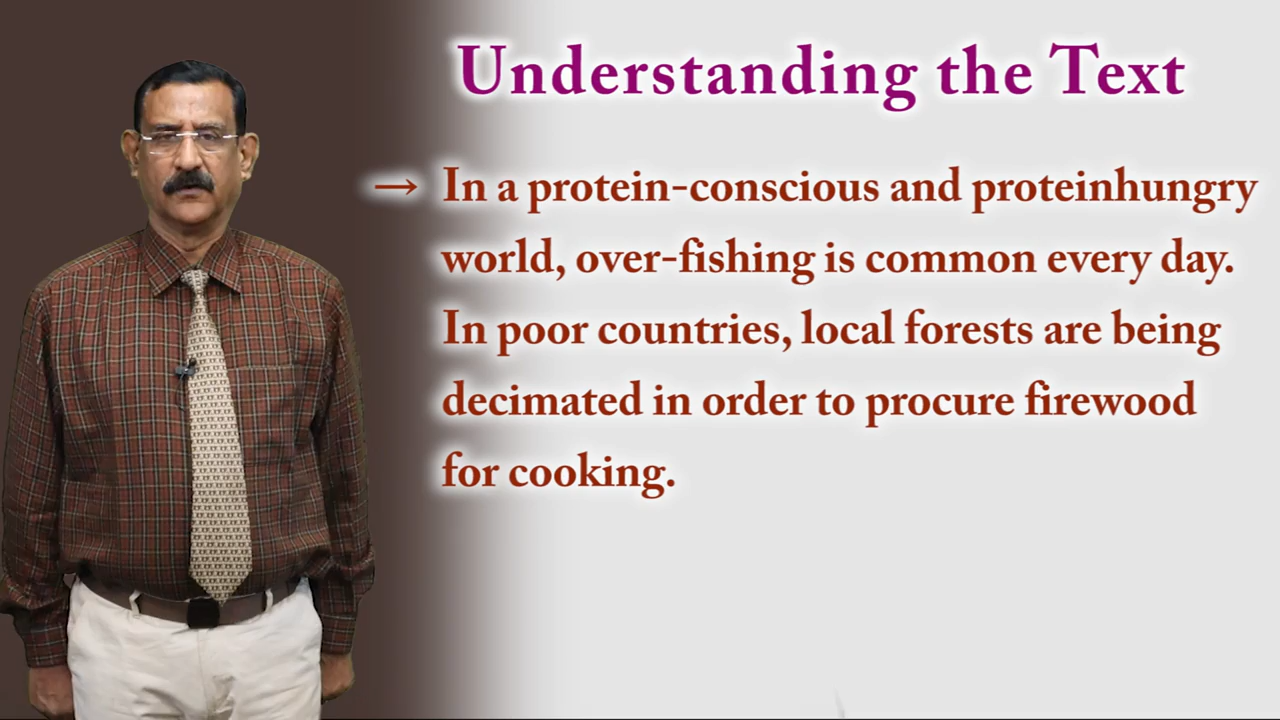 Understanding the Text
→ In a protein-conscious and proteinhungry
world, over-fishing is common every day.
In poor countries, local forests are being
decimated in order to procure firewood
for cooking.